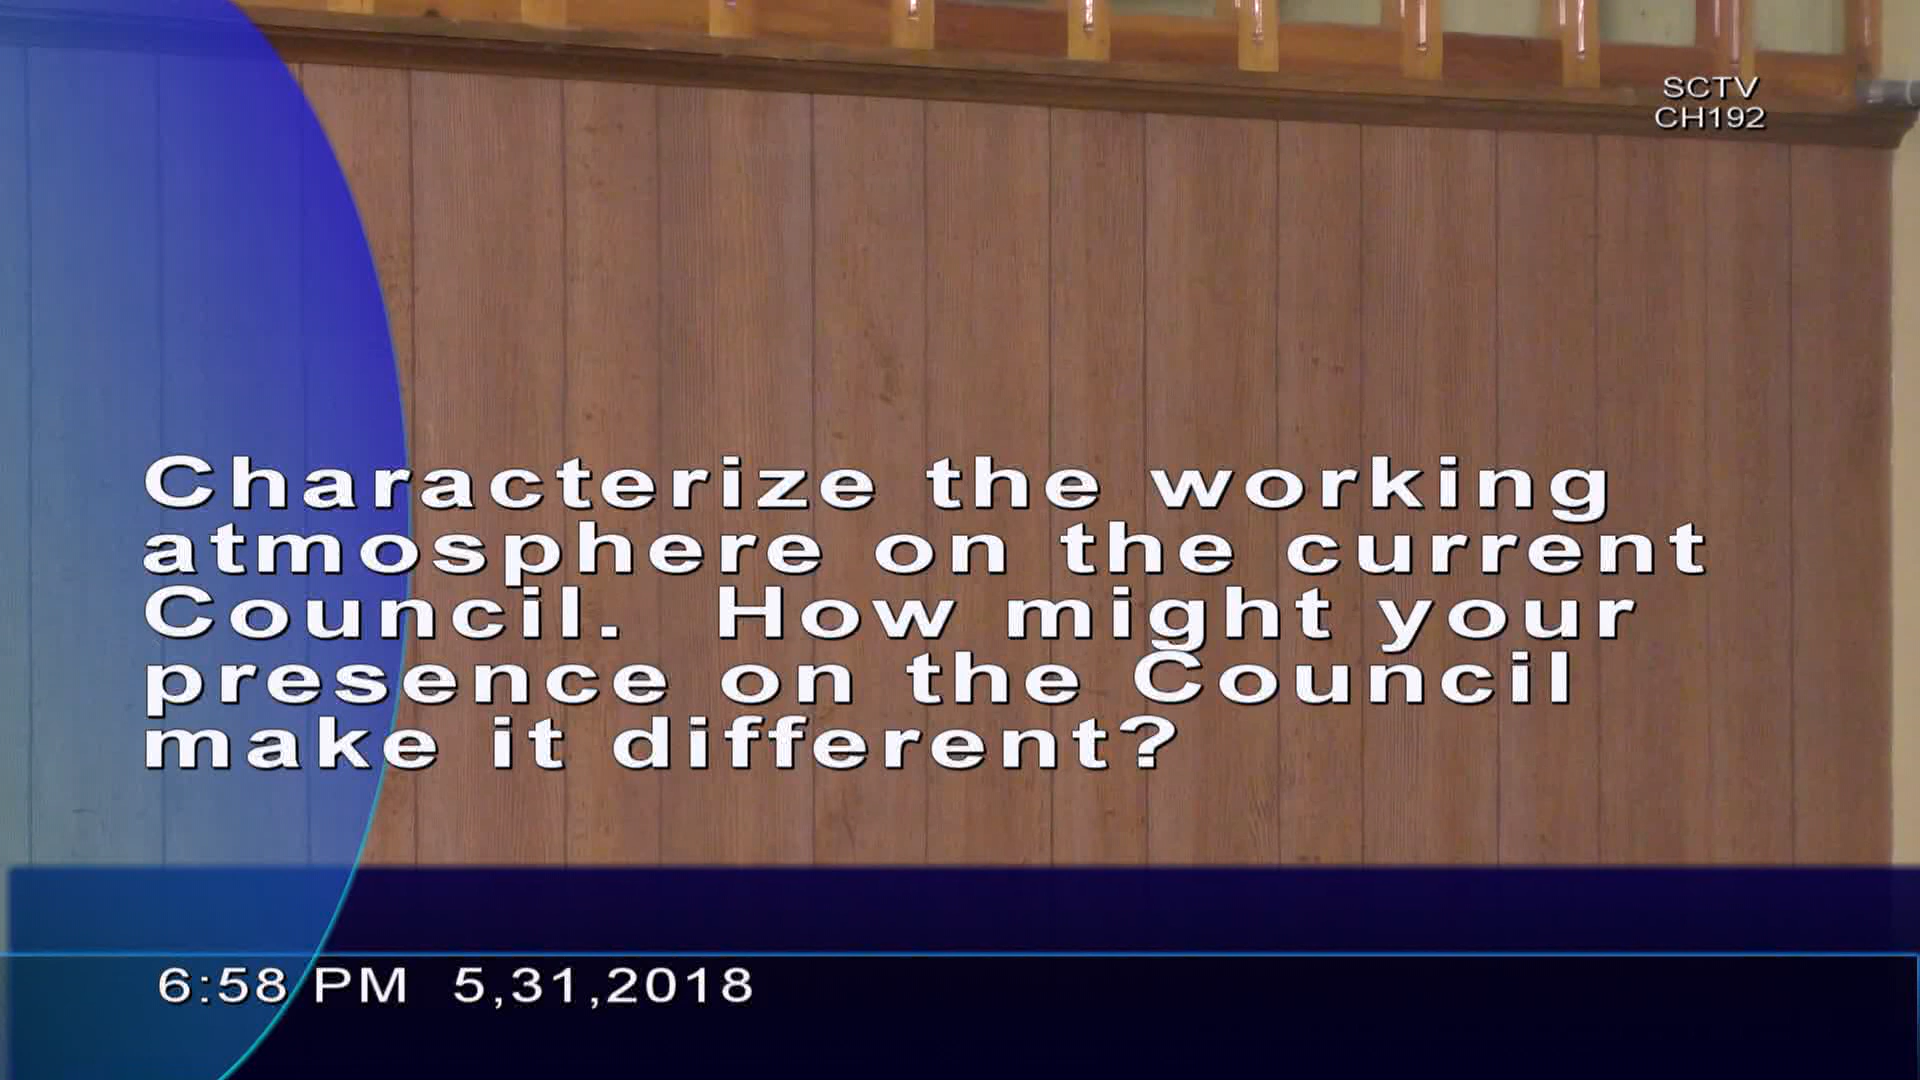 SCTV
CH192
Characterize the working
atmosphere on the current
Council.  How might your
presence on the Council
make it different?
6:58 PM  5,31,2018